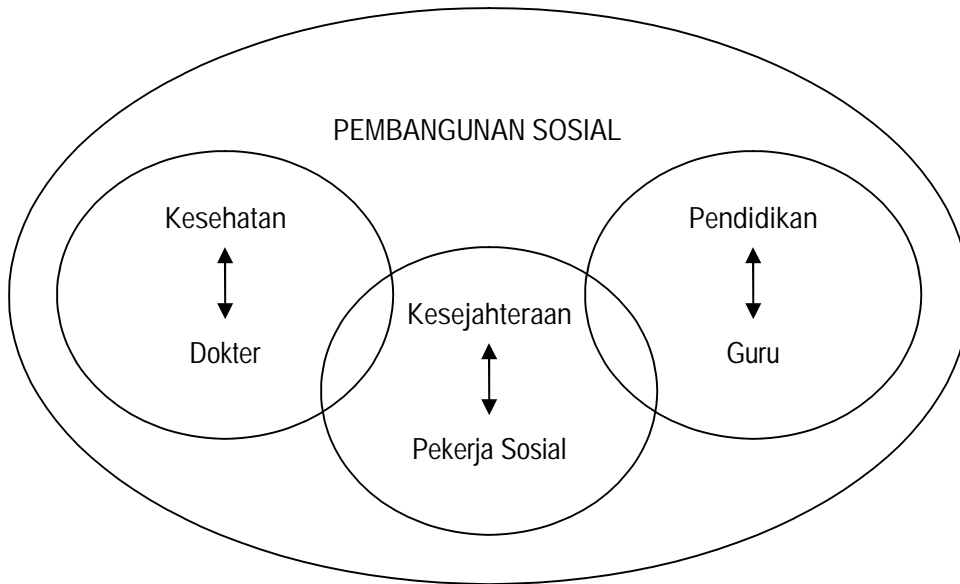 PEMBANGUNAN SOSIAL
Kesehatan
Dokter
Kesejahteraan
Pekerja Sosial
Pendidikan
Guru